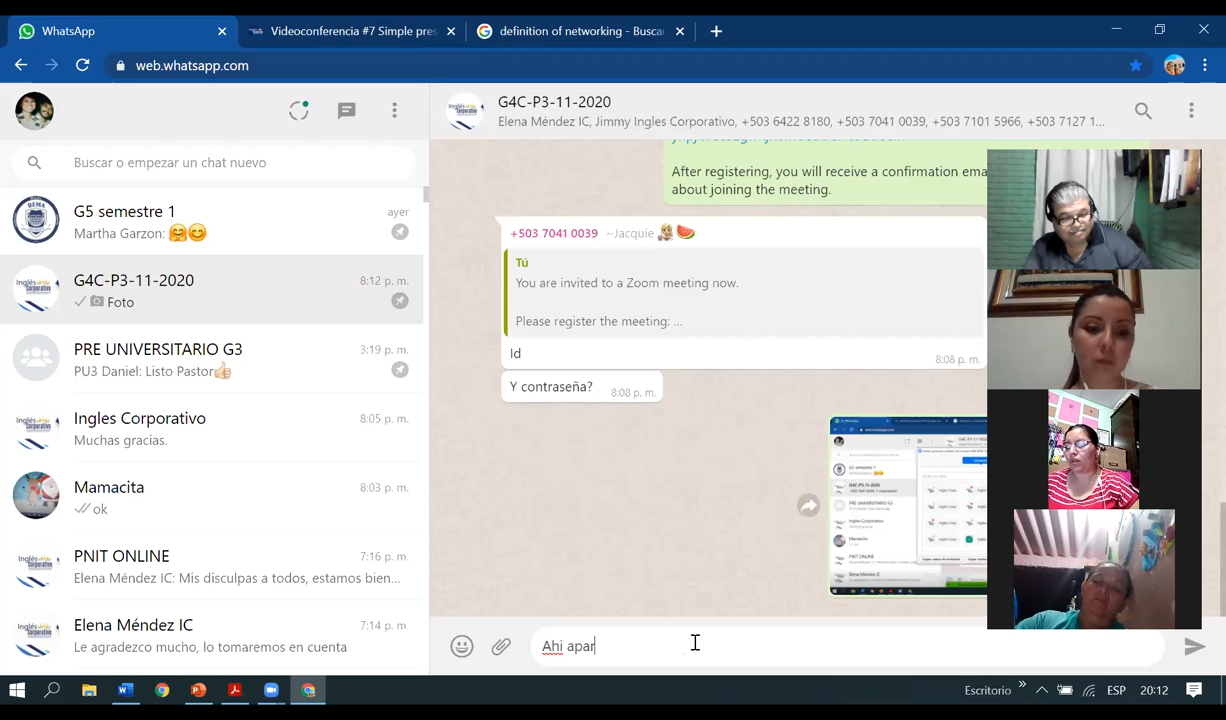 WhatsApp
Videoconferencia #7 Simple pres
definition of networking - Buscar
web.whatsapp.com
Buscar o empezar un chat nuevo
G5 semestre 1
ayer
Martha Garzon: 🤗😊
G4C-P3-11-2020
8:12 p. m.
Foto
PRE UNIVERSITARIO G3
3:19 p. m.
PU3 Daniel: Listo Pastor👍🏻
Ingles Corporativo
8:05 p. m.
Muchas gracias.
Mamacita
8:03 p. m.
ok
PNIT ONLINE
7:16 p. m.
Elena Méndez IC: Mis disculpas a todos, estamos bien...
Elena Méndez IC
7:14 p. m.
Le agradezco mucho, lo tomaremos en cuenta
G4C-P3-11-2020
Elena Méndez IC, Jimmy Ingles Corporativo, +503 6422 8180, +503 7041 0039, +503 7101 5966, +503 7127 1...
After registering, you will receive a confirmation ema
about joining the meeting.
+503 7041 0039 ~Jacquie 👩🏼‍🍳🍉
Tú
You are invited to a Zoom meeting now.
Please register the meeting: ...
Id
8:08 p. m.
Y contraseña?
8:08 p. m.
Ahi apar
Escritorio
ESP
20:12